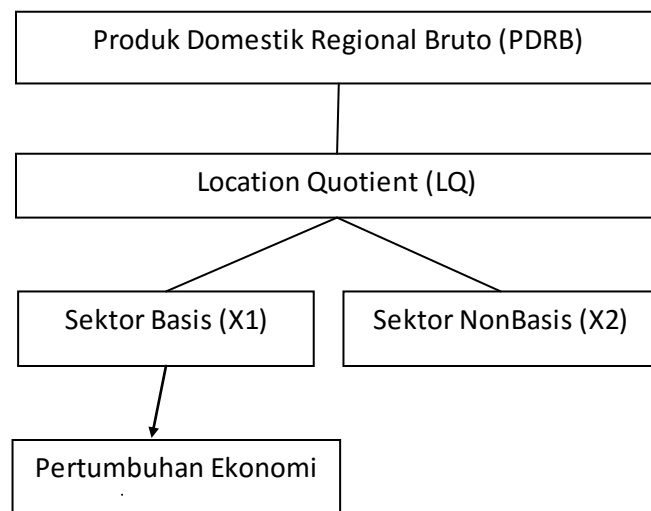 Produk Domestik Regional Bruto (PDRB)
Location Quotient (LQ)
Sektor Basis (X1)
Sektor NonBasis (X2)
Pertumbuhan Ekonomi
.